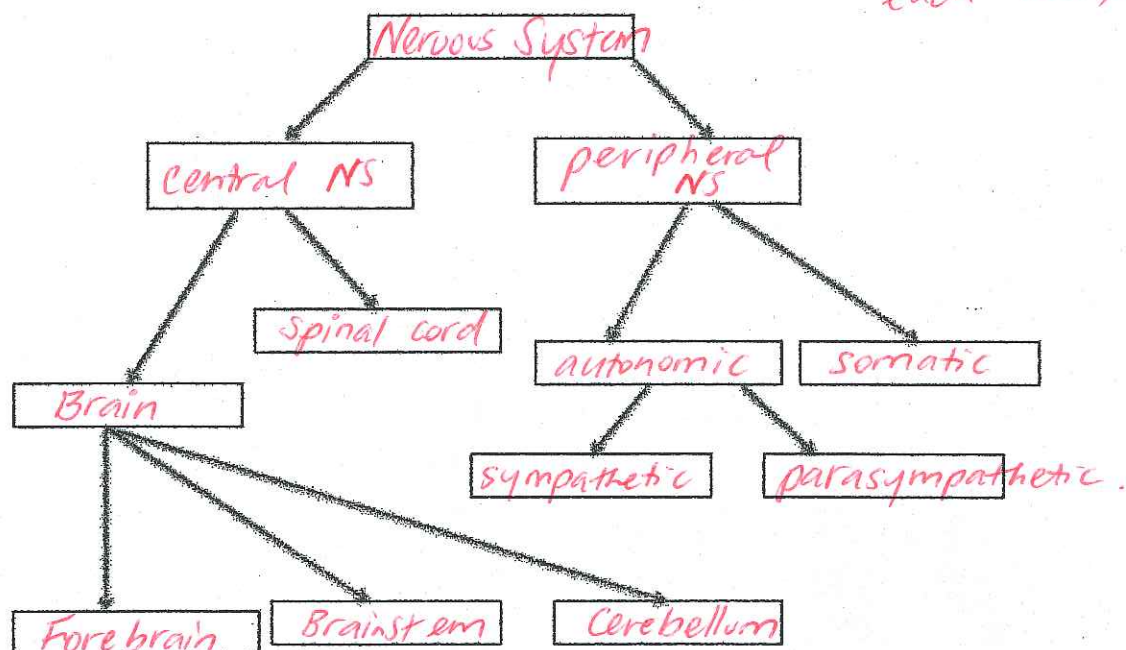 Nervous System
central NS
peripheral
NS
spinal cord
autonomic
somatic
Brain
sympathetic
parasympathetic.
Forebrain
Brainstem
Cerebellum